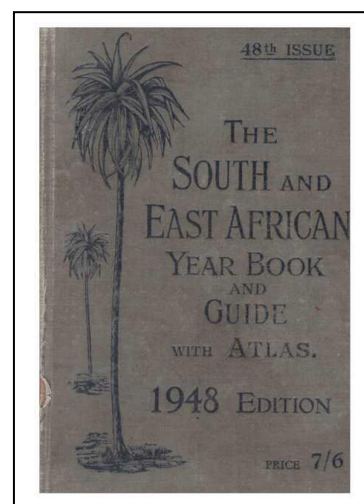 48th ISSUE
THE
SOUTH AND
EAST AFRICAN
YEAR BOOK
AND
GUIDE
WITH ATLAS.
1948 EDITION
PRICE 7/6